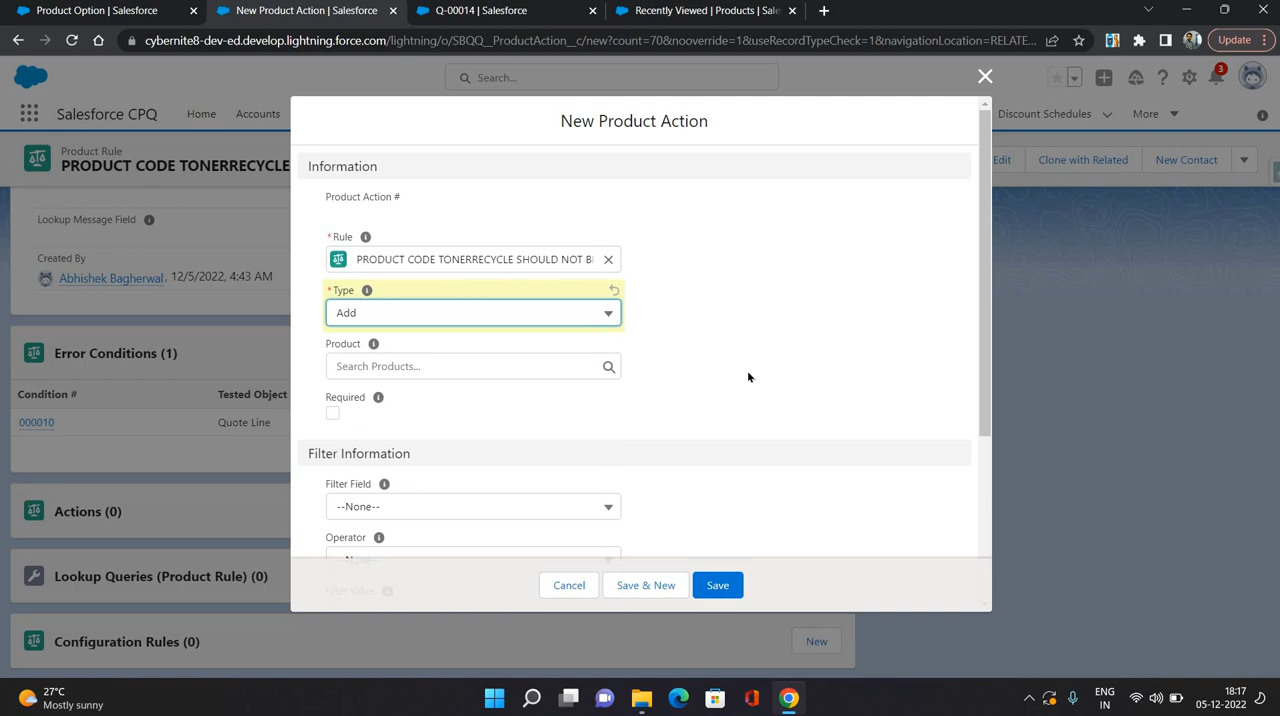 Product Option | Salesforce
New Product Action | Salesforce
Q-00014 | Salesforce
Recently Viewed | Products | Sale
cybernite8-dev-ed.develop.lightning.force.com/lightning/o/SBQQ__ProductAction__c/new?count=70&nooverride=1&useRecordTypeCheck=1&navigationLocation=RELATE...
Update
Search...
3
Salesforce CPQ
Home
Accounts
Discount Schedules
More
Product Rule
PRODUCT CODE TONERRECYCLE
Edit
Clone with Related
New Contact
New Product Action
Information
Product Action #
Lookup Message Field
* Rule
PRODUCT CODE TONERRECYCLE SHOULD NOT BI
Created By
Abhishek Bagherwal, 12/5/2022, 4:43 AM
* Type
Add
Product
Search Products...
Error Conditions (1)
Condition #
Tested Object
000010
Quote Line
Required
Filter Information
Filter Field
--None--
Actions (0)
Operator
--None--
Filter Value
Lookup Queries (Product Rule) (0)
Cancel
Save & New
Save
Configuration Rules (0)
New
27°C
Mostly sunny
ENG
IN
18:17
05-12-2022